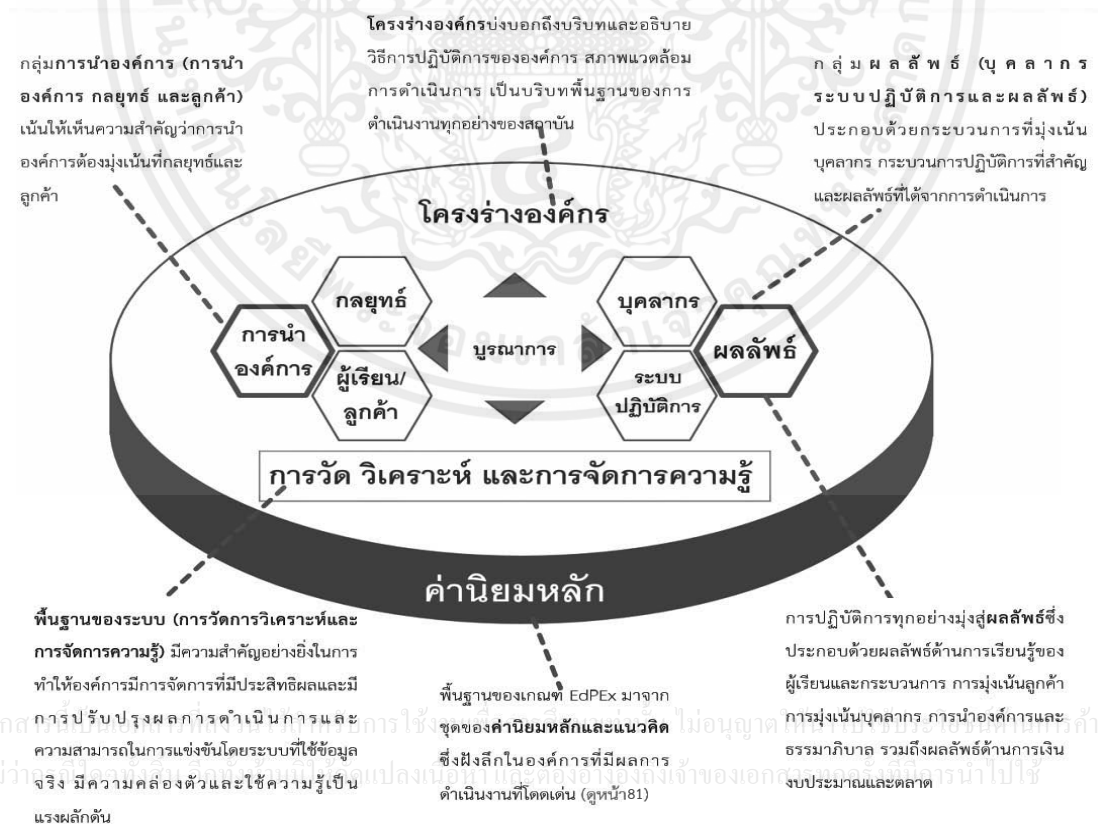 โครงร่างองค์กรบ่งบอกถึงบริบทและอธิบาย
วิธีการปฏิบัติการขององค์การ สภาพแวดล้อม
การดำเนินการ เป็นบริบทพื้นฐานของการ
ดำเนินงานทุกอย่างของสถาบัน
กลุ่มการนำองค์การ (การนำ
องค์การ กลยุทธ์ และลูกค้า)
เน้นให้เห็นความสำคัญว่าการนำ
องค์การต้องมุ่งเน้นที่กลยุทธ์และ
ลูกค้า
กลุ่มผลลัพธ์ (บุคลากร
ระบบปฏิบัติการและผลลัพธ์)
ประกอบด้วยกระบวนการที่มุ่งเน้น
บุคลากร กระบวนการปฏิบัติการที่สำคัญ
และผลลัพธ์ที่ได้จากการดำเนินการ
โครงร่างองค์กร
กลยุทธ์
บุคลากร
การนำ
องค์การ
บูรณาการ
ผลลัพธ์
ผู้เรียน/
ลูกค้า
ระบบ
ปฏิบัติการ
การวัด วิเคราะห์ และการจัดการความรู้
ค่านิยมหลัก
พื้นฐานของระบบ (การวัดการวิเคราะห์และ
การจัดการความรู้) มีความสำคัญอย่างยิ่งในการ
ทำให้องค์การมีการจัดการที่มีประสิทธิผลและมี
การปรับปรุงผลการดำเนินการและ
ความสามารถในการแข่งขันโดยระบบที่ใช้ข้อมูล
จริง มีความคล่องตัวและใช้ความรู้เป็น
แรงผลักดัน
พื้นฐานของเกณฑ์ EdPEx มาจาก
ชุดของค่านิยมหลักและแนวคิด
ซึ่งฝังลึกในองค์การที่มีผลการ
ดำเนินงานที่โดดเด่น (ดูหน้า81)
การปฏิบัติการทุกอย่างมุ่งสู่ผลลัพธ์ซึ่ง
ประกอบด้วยผลลัพธ์ด้านการเรียนรู้ของ
ผู้เรียนและกระบวนการ การมุ่งเน้นลูกค้า
การมุ่งเน้นบุคลากร การนำองค์การและ
ธรรมาภิบาล รวมถึงผลลัพธ์ด้านการเงิน
งบประมาณและตลาด